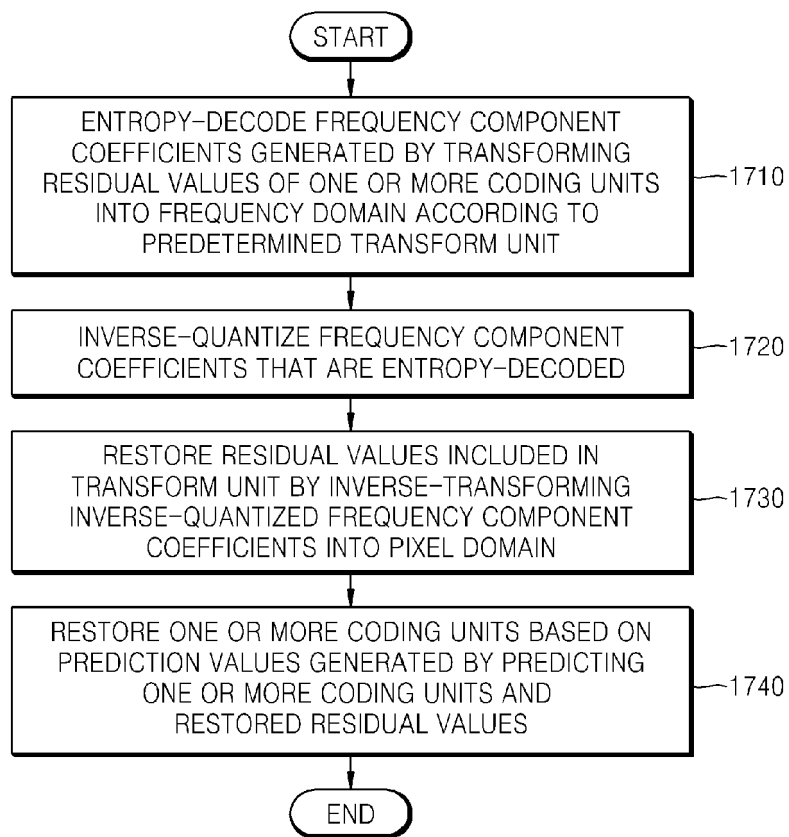 START
ENTROPY-DECODE FREQUENCY COMPONENT
COEFFICIENTS GENERATED BY TRANSFORMING
RESIDUAL VALUES OF ONE OR MORE CODING UNITS
INTO FREQUENCY DOMAIN ACCORDING TO
PREDETERMINED TRANSFORM UNIT
1710
INVERSE-QUANTIZE FREQUENCY COMPONENT
COEFFICIENTS THAT ARE ENTROPY-DECODED
1720
RESTORE RESIDUAL VALUES INCLUDED IN
TRANSFORM UNIT BY INVERSE-TRANSFORMING
INVERSE-QUANTIZED FREQUENCY COMPONENT
COEFFICIENTS INTO PIXEL DOMAIN
1730
RESTORE ONE OR MORE CODING UNITS BASED ON
PREDICTION VALUES GENERATED BY PREDICTING
ONE OR MORE CODING UNITS AND
RESTORED RESIDUAL VALUES
1740
END